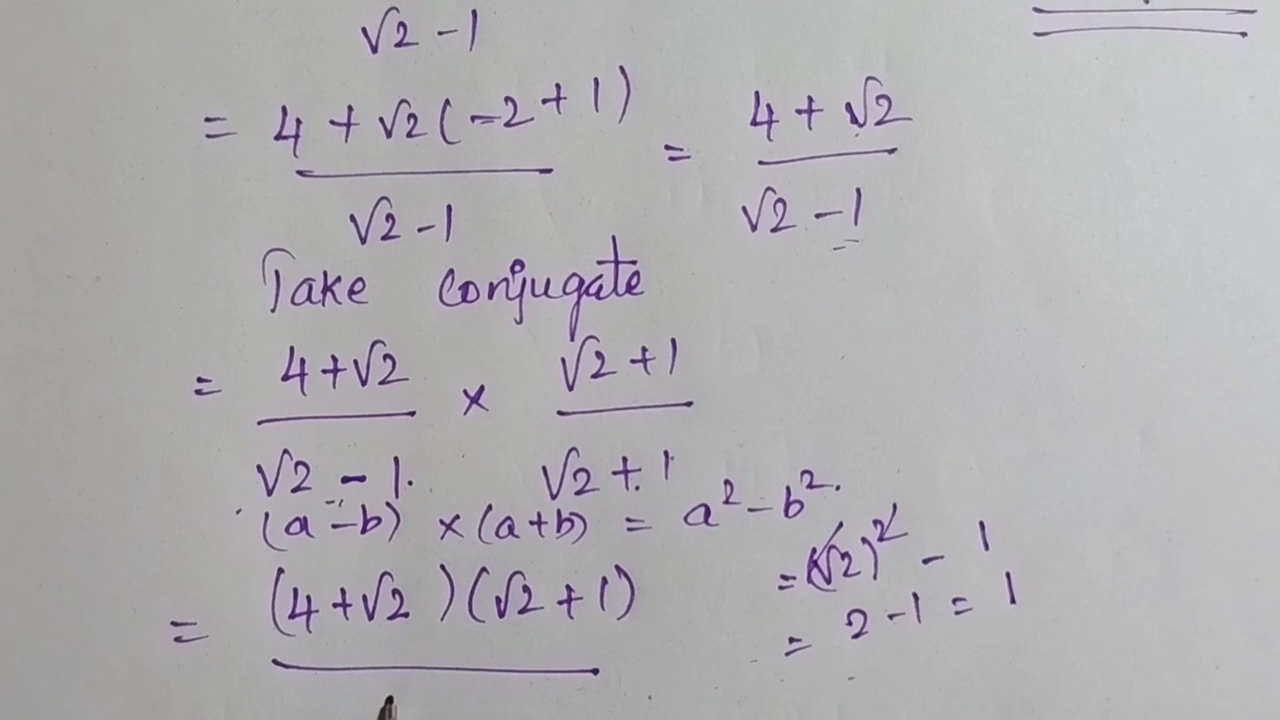 √2 - 1
= 4 + √2(-2 + 1) = 4 + √2
√2 - 1 √2 - 1
Take conjugate
= 4 + √2 × √2 + 1
√2 - 1. √2 + 1
(a - b) × (a + b) = a² - b².
= (√2)² - 1
= (4 + √2)(√2 + 1)
= 2 - 1 = 1